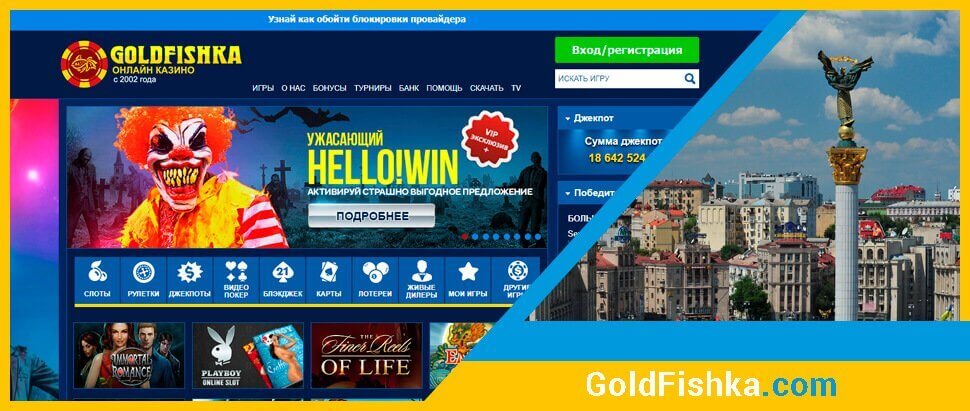 Узнай как обойти блокировки провайдера
GOLDFISHKA
ОНЛАЙН КАЗИНО
с 2002 года
Вход/регистрация
ИСКАТЬ ИГРУ
ИГРЫ О НАС БОНУСЫ ТУРНИРЫ БАНК ПОМОЩЬ СКАЧАТЬ TV
УЖАСАЮЩИЙ
HELLO!WIN
АКТИВИРУЙ СТРАШНО ВЫГОДНОЕ ПРЕДЛОЖЕНИЕ
ПОДРОБНЕЕ
VIP
ЭКСКЛЮЗИВ
+
Джекпот
Сумма джекпот
18 642 524
Победит
БОЛЬ
Se
СЛОТЫ
РУЛЕТКИ
ДЖЕКПОТЫ
ВИДЕО
ПОКЕР
21
БЛЭКДЖЕК
КАРТЫ
ЛОТЕРЕИ
ЖИВЫЕ
ДИЛЕРЫ
МОИ ИГРЫ
ДРУГИЕ
ИГРЫ
IMMORTAL
ROMANCE
PLAYBOY
ONLINE SLOT
THE
FINER REELS
OF LIFE
GoldFishka.com